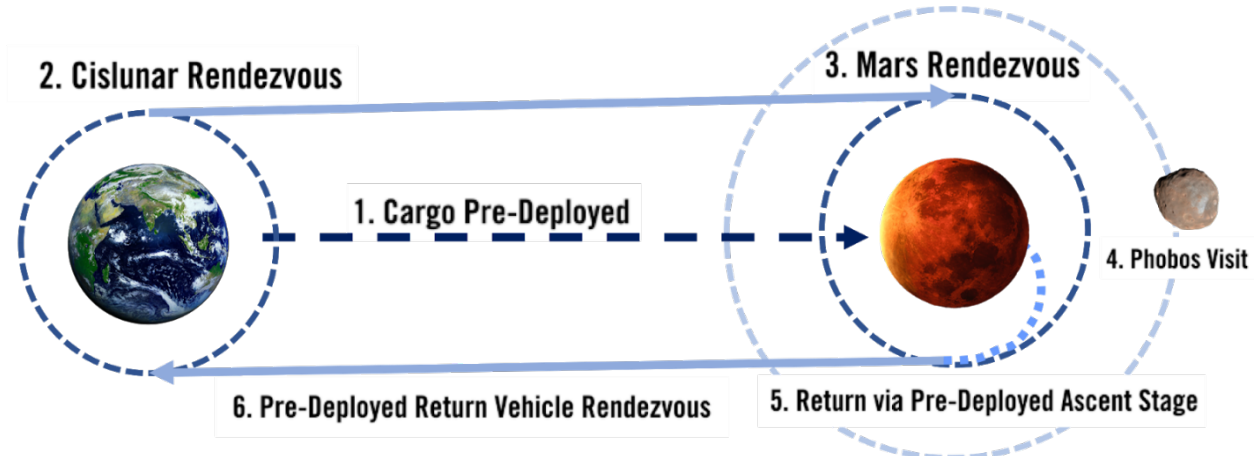 2. Cislunar Rendezvous
3. Mars Rendezvous
1. Cargo Pre-Deployed
4. Phobos Visit
6. Pre-Deployed Return Vehicle Rendezvous
5. Return via Pre-Deployed Ascent Stage